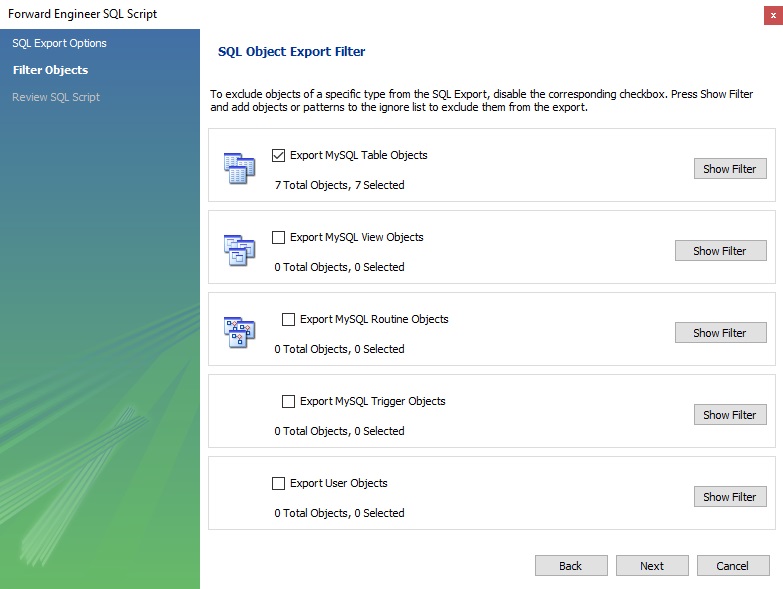 Forward Engineer SQL Script
x
SQL Export Options
Filter Objects
Review SQL Script
SQL Object Export Filter
To exclude objects of a specific type from the SQL Export, disable the corresponding checkbox. Press Show Filter
and add objects or patterns to the ignore list to exclude them from the export.
Export MySQL Table Objects
Show Filter
7 Total Objects, 7 Selected
Export MySQL View Objects
Show Filter
0 Total Objects, 0 Selected
Export MySQL Routine Objects
Show Filter
0 Total Objects, 0 Selected
Export MySQL Trigger Objects
Show Filter
0 Total Objects, 0 Selected
Export User Objects
Show Filter
0 Total Objects, 0 Selected
Back
Next
Cancel